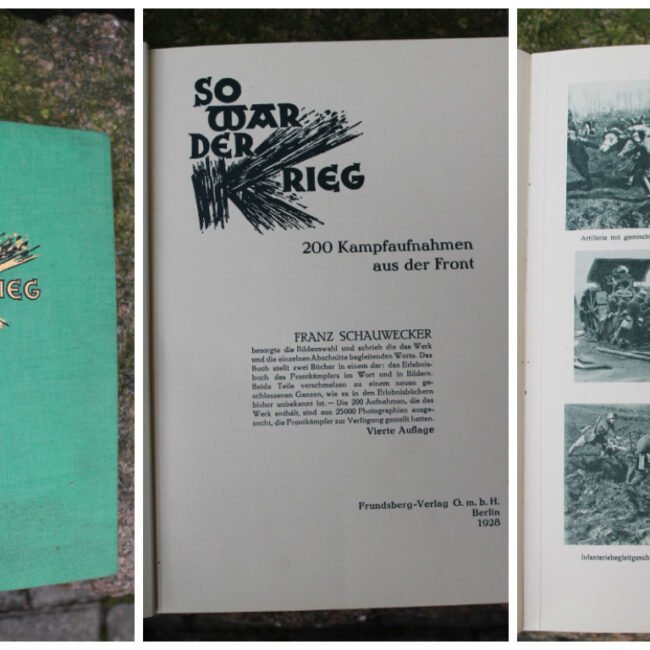 IEG
SO
WAR
DER
KRIEG
200 Kampfaufnahmen
aus der Front
FRANZ SCHAUWECKER
besorgte die Bildauswahl und schrieb die das Werk
und die einzelnen Abschnitte begleitenden Worte. Das
Buch stellt zwei Bücher in einem dar: das Erlebnis-
buch des Frontkämpfers im Wort und in Bildern.
Beide Teile verschmelzen zu einem neuen ge-
schlossenen Ganzen, wie es in den Erlebnisbüchern
bisher unbekannt ist. — Die 200 Aufnahmen, die das
Werk enthält, sind aus 25000 Photographien ausge-
sucht, die Frontkämpfer zur Verfügung gestellt hatten.
Vierte Auflage
Frundsberg-Verlag G. m. b. H.
Berlin
1928
Artillerie mit gemisch
Infanteriebegleitgesch